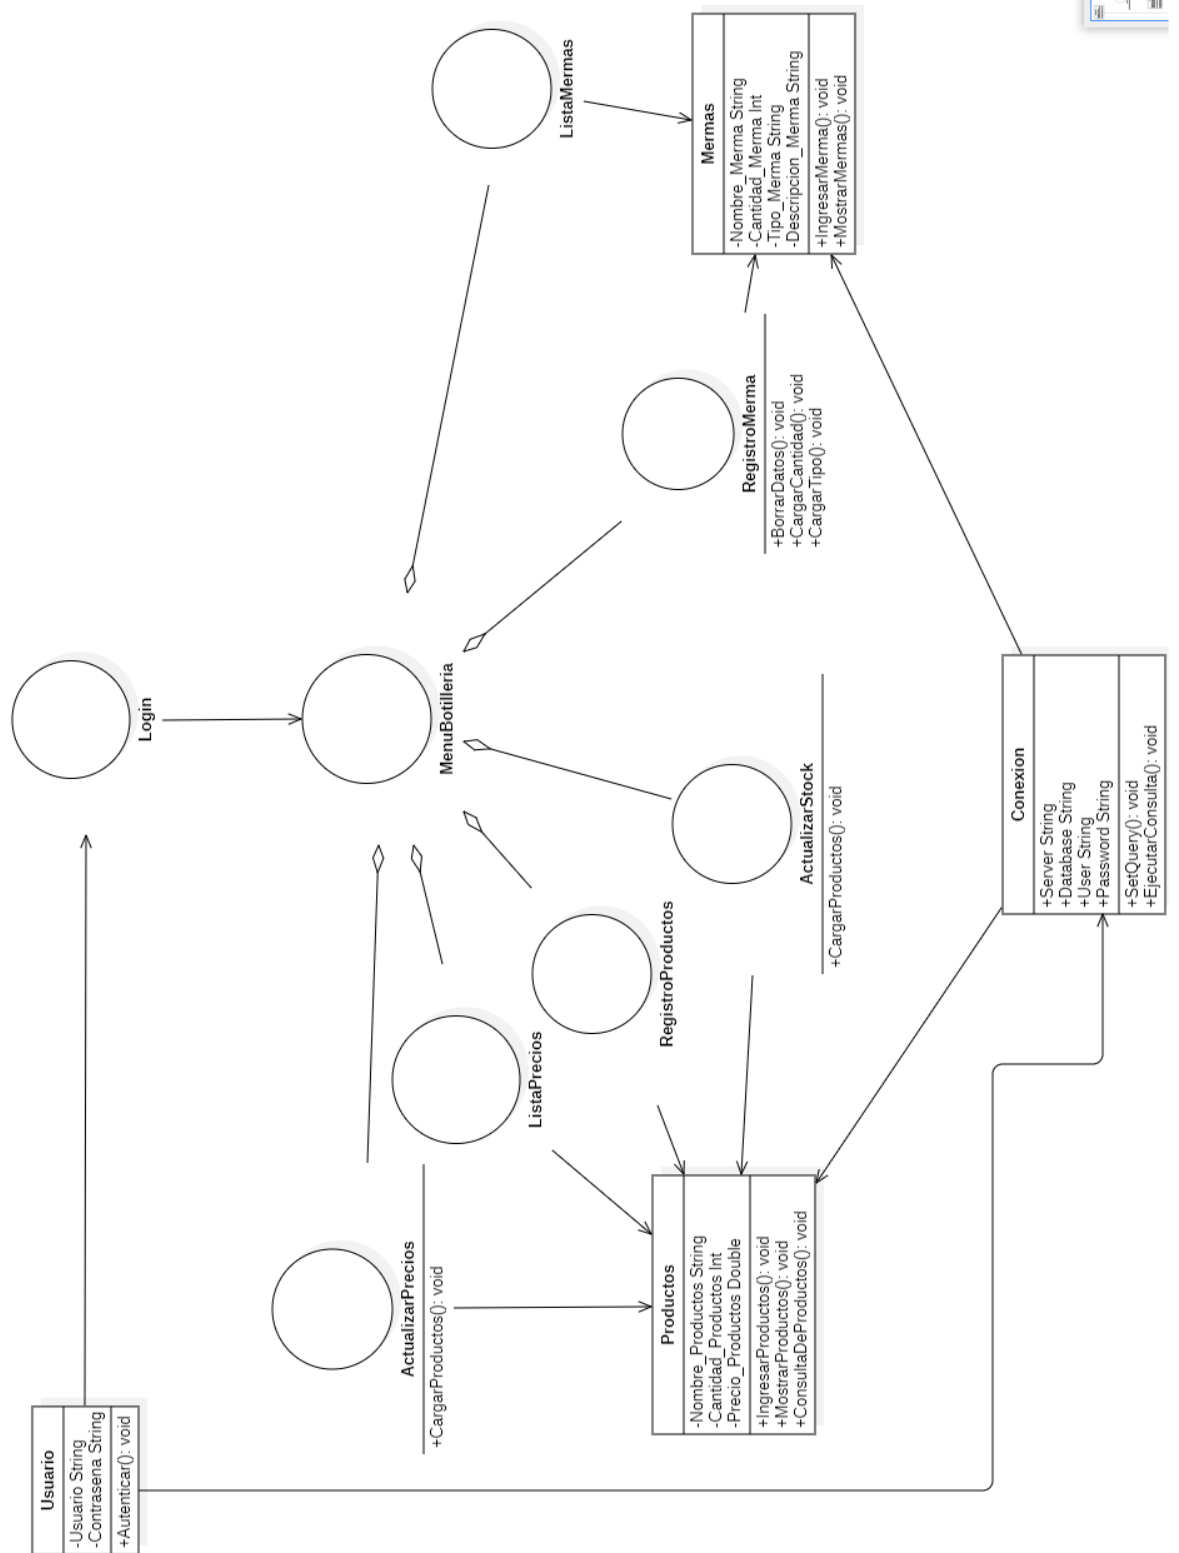 Usuario
-Usuario String
-Contrasena String
+Autenticar(): void
Login
MenuBotilleria
ListaMermas
Mermas
-Nombre_Merma String
-Cantidad_Merma Int
-Tipo_Merma String
-Descripcion_Merma String
+IngresarMerma(): void
+MostrarMermas(): void
RegistroMerma
+BorrarDatos(): void
+CargarCantidad(): void
+CargarTipo(): void
ActualizarPrecios
+CargarProductos(): void
ListaPrecios
RegistroProductos
ActualizarStock
+CargarProductos(): void
Productos
-Nombre_Productos String
-Cantidad_Productos Int
-Precio_Productos Double
+IngresarProductos(): void
+MostrarProductos(): void
+ConsultaDeProductos(): void
Conexion
+Server String
+Database String
+User String
+Password String
+SetQuery(): void
+EjecutarConsulta(): void